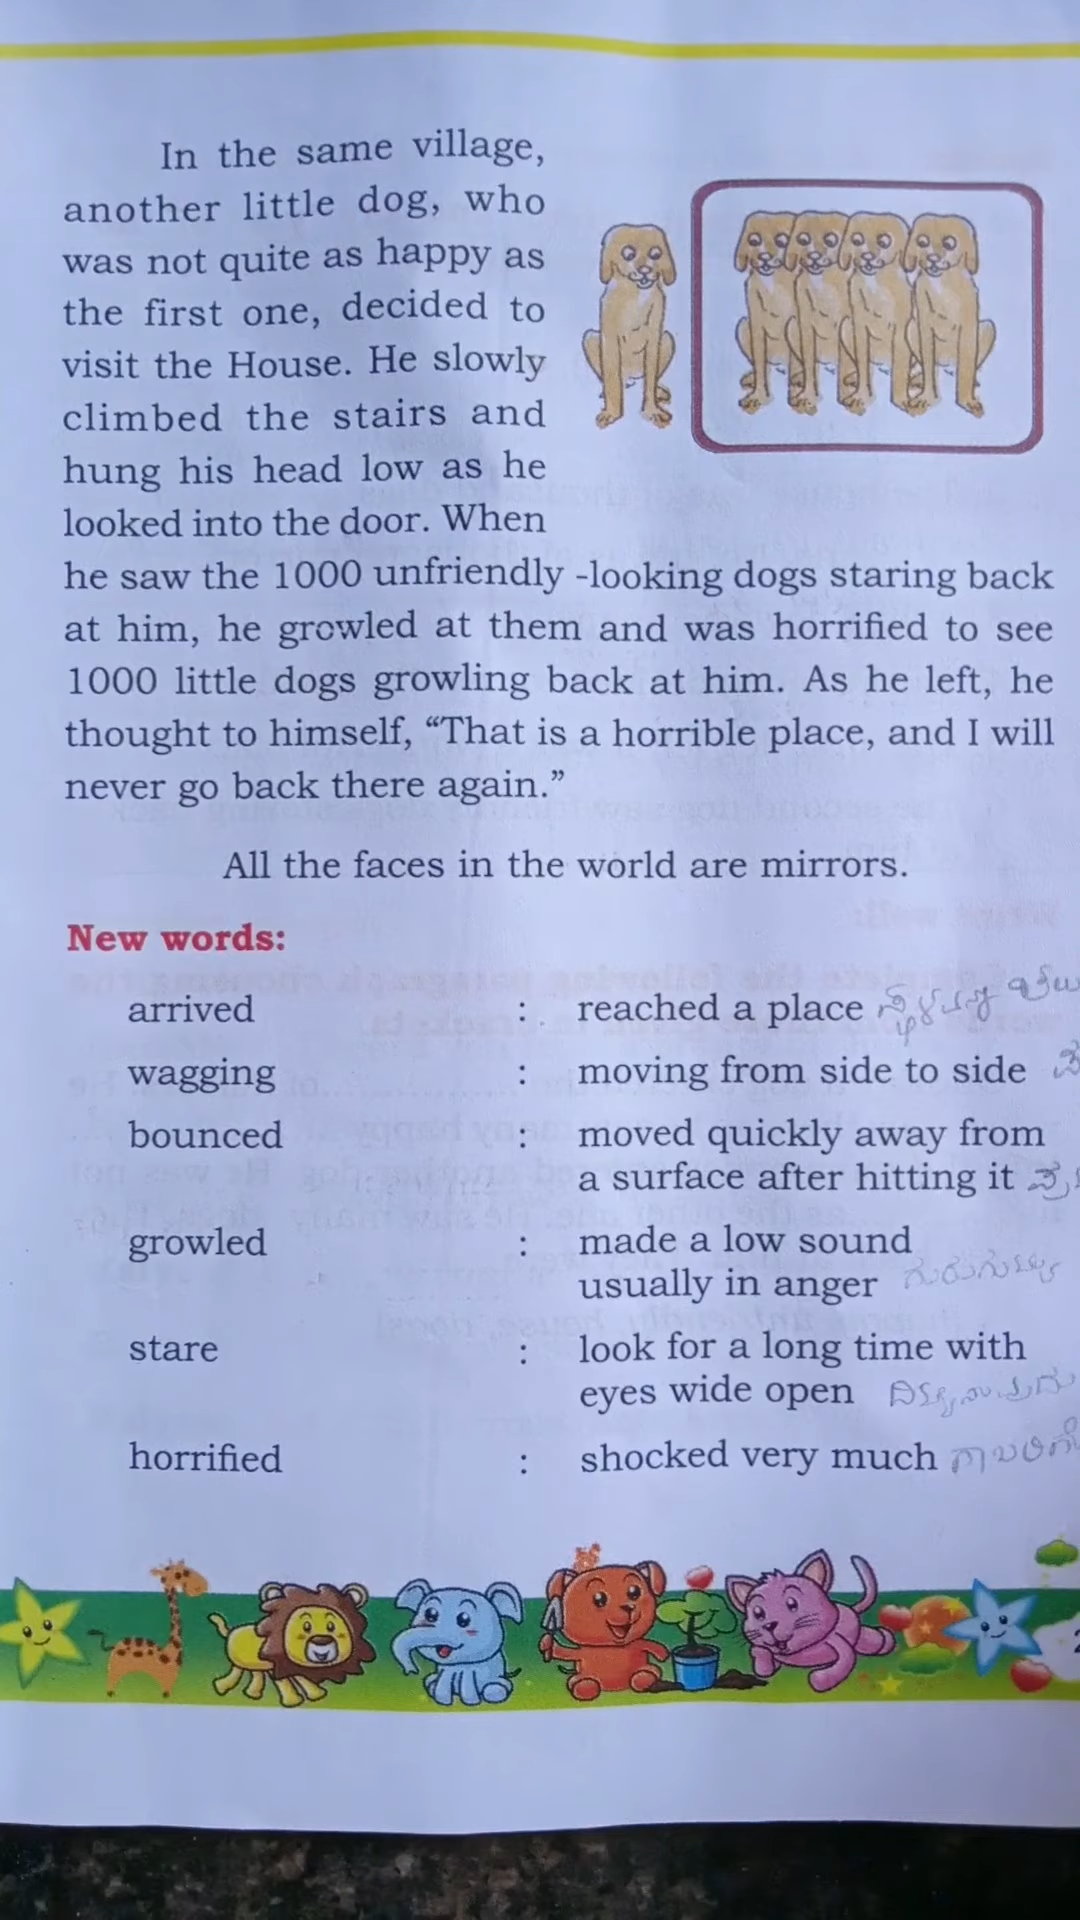 In the same village,
another little dog, who
was not quite as happy as
the first one, decided to
visit the House. He slowly
climbed the stairs and
hung his head low as he
looked into the door. When
he saw the 1000 unfriendly -looking dogs staring back
at him, he growled at them and was horrified to see
1000 little dogs growling back at him. As he left, he
thought to himself, “That is a horrible place, and I will
never go back there again.”
All the faces in the world are mirrors.
New words:
arrived : reached a place
wagging : moving from side to side
bounced : moved quickly away from
a surface after hitting it
growled : made a low sound
usually in anger
stare : look for a long time with
eyes wide open
horrified : shocked very much